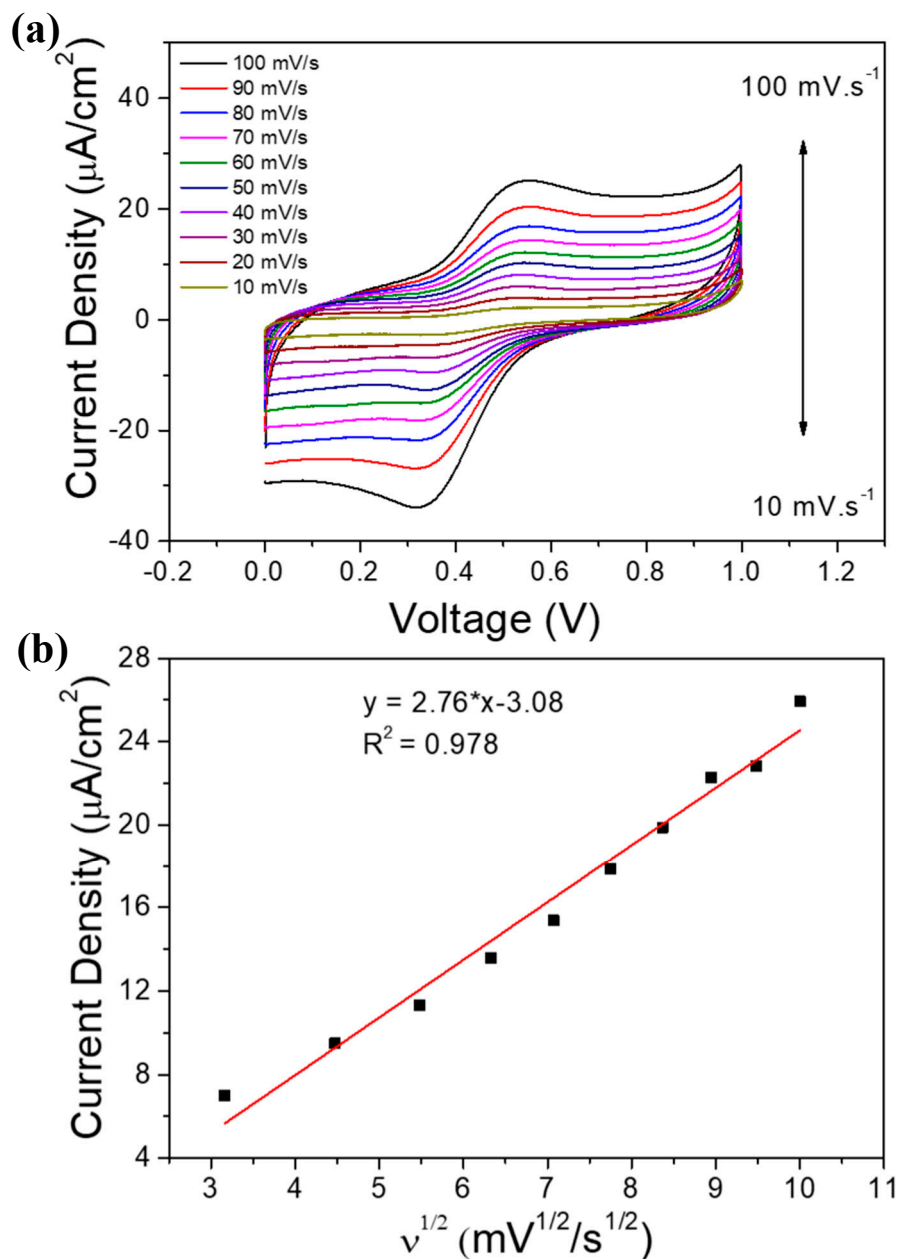 (a)
Current Density (μA/cm²)
40
20
0
-20
-40
100 mV/s
90 mV/s
80 mV/s
70 mV/s
60 mV/s
50 mV/s
40 mV/s
30 mV/s
20 mV/s
10 mV/s
100 mV.s⁻¹
10 mV.s⁻¹
-0.2 0.0 0.2 0.4 0.6 0.8 1.0 1.2
Voltage (V)
(b)
Current Density (μA/cm²)
28
24
20
16
12
8
4
y = 2.76*x-3.08
R² = 0.978
3 4 5 6 7 8 9 10 11
ν^1/2 (mV^1/2/s^1/2)